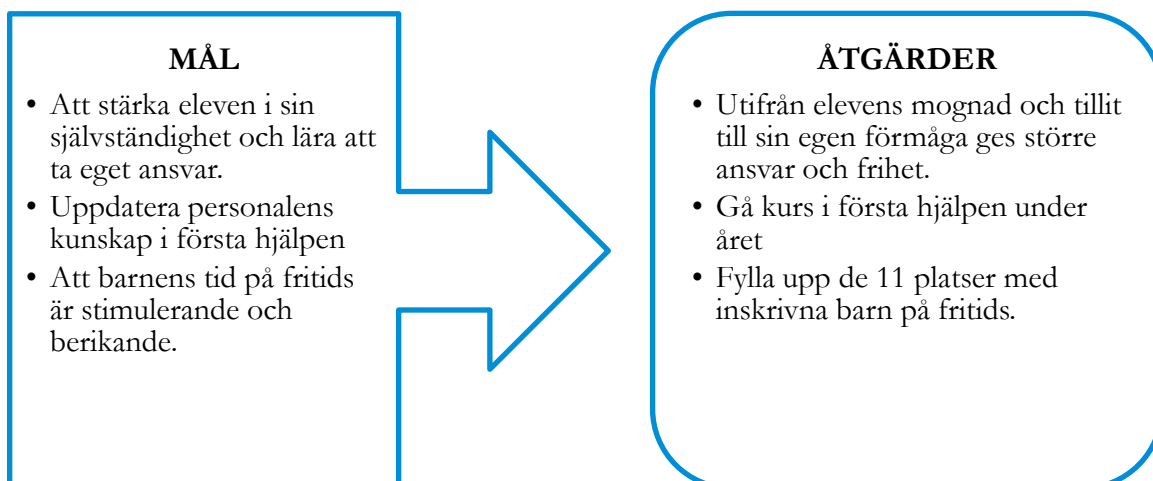 MÅL
• Att stärka eleven i sin
självständighet och lära att
ta eget ansvar.
• Uppdatera personalens
kunskap i första hjälpen
• Att barnens tid på fritids
är stimulerande och
berikande.
ÅTGÄRDER
• Utifrån elevens mognad och tillit
till sin egen förmåga ges större
ansvar och frihet.
• Gå kurs i första hjälpen under
året
• Fylla upp de 11 platser med
inskrivna barn på fritids.